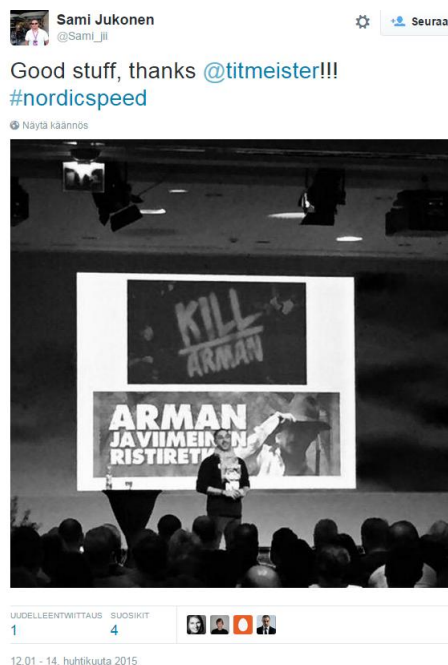 Sami Jukonen
@Sami_jii
Seuraa
Good stuff, thanks @titmeister!!!
#nordicspeed
Näytä käännös
KILL
ARMAN
ARMAN
JA VIIMEINEN
RISTIRETKI
UUDELLEENTWIITTAUS SUOSIKIT
1 4
12.01 - 14. huhtikuuta 2015